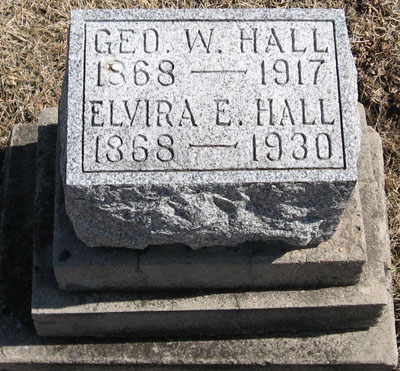 GEO. W. HALL
1868 — 1917
ELVIRA E. HALL
1868 — 1930